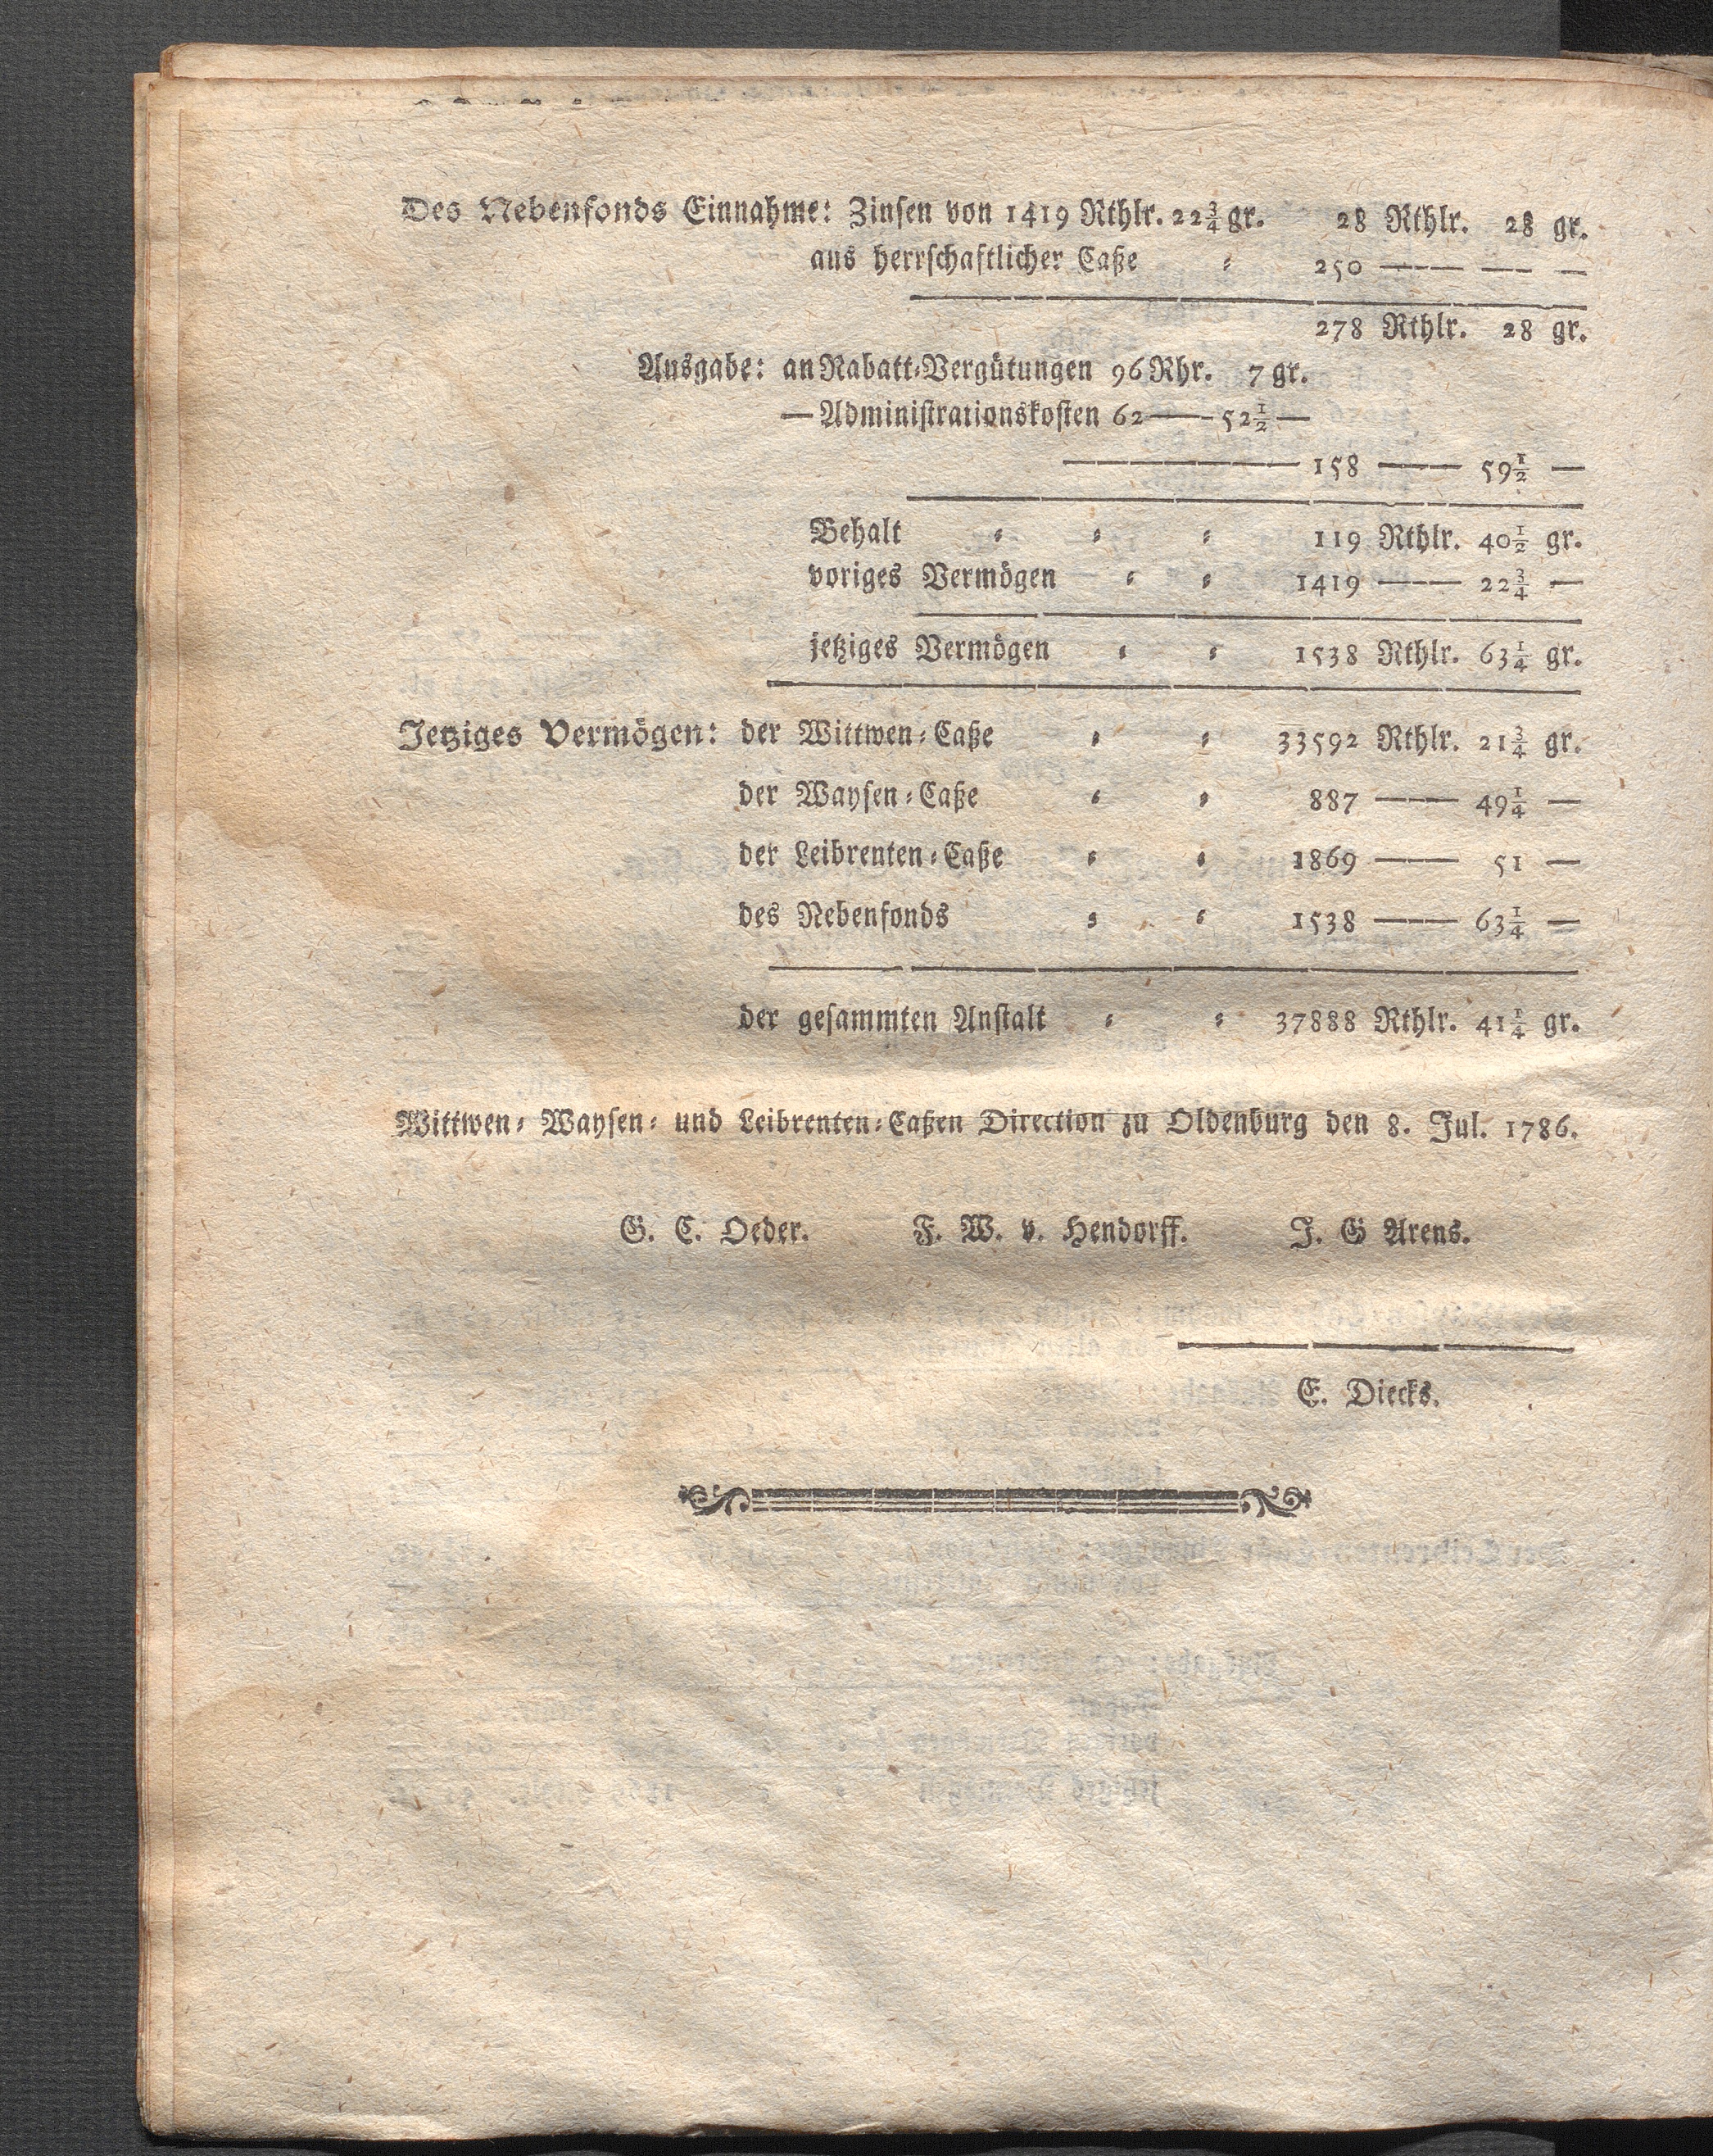 Des Nebenfonds Einnahme: Zinsen von 1419 Rthlr. 22¾ gr. 28 Rthlr. 28 gr.
aus herrschaftlicher Caße ⸗ 250 —— — —
278 Rthlr. 28 gr.
Ausgabe: an Rabatt⸗Vergütungen 96 Rhr. 7 gr.
— Administrationskosten 62 —— 52½ —
—————— 158 —— 59½ —
Behalt ⸗ ⸗ ⸗ 119 Rthlr. 40½ gr.
voriges Vermögen ⸗ ⸗ 1419 —— 22¾ —
jetziges Vermögen ⸗ ⸗ 1538 Rthlr. 63¼ gr.
Jetziges Vermögen: der Wittwen⸗Caße ⸗ ⸗ 33592 Rthlr. 21¾ gr.
der Waysen⸗Caße ⸗ ⸗ 887 —— 49¼ —
der Leibrenten⸗Caße ⸗ ⸗ 1869 —— 51 —
des Nebenfonds ⸗ ⸗ 1538 —— 63¼ —
der gesammten Anstalt ⸗ ⸗ 37888 Rthlr. 41¼ gr.
Wittwen⸗ Waysen⸗ und Leibrenten⸗Caßen Direction zu Oldenburg den 8. Jul. 1786.
G. C. Oeder. F. W. v. Hendorff. J. G Arens.
E. Diecks.